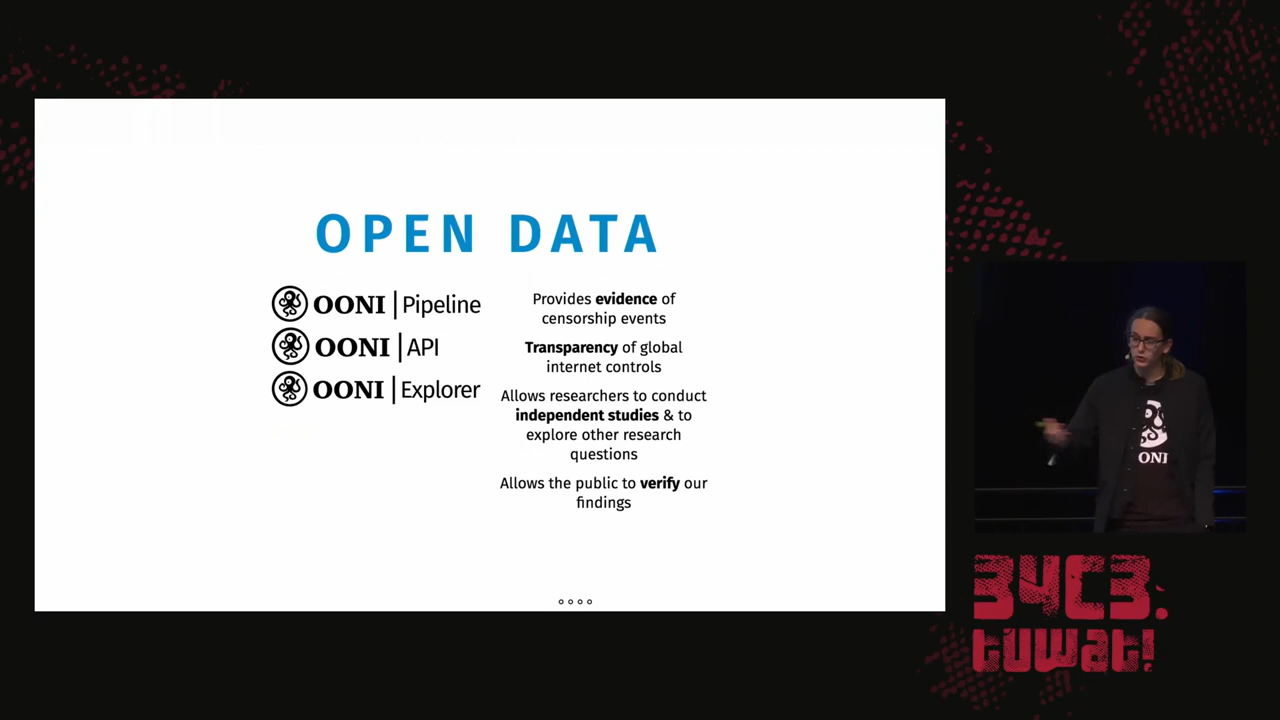 OPEN DATA
OONI | Pipeline
OONI | API
OONI | Explorer
Provides evidence of
censorship events
Transparency of global
internet controls
Allows researchers to conduct
independent studies & to
explore other research
questions
Allows the public to verify our
findings
ONI
34C3.
tuwat!